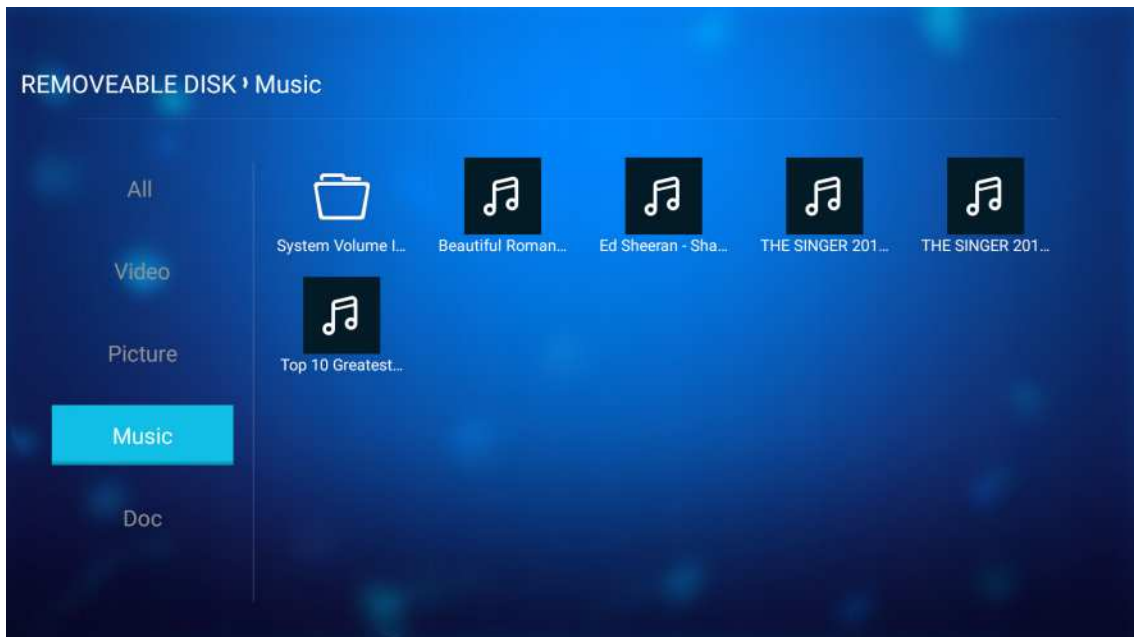 REMOVEABLE DISK › Music
All
Video
Picture
Music
Doc
System Volume I...
Beautiful Roman...
Ed Sheeran - Sha...
THE SINGER 201...
THE SINGER 201...
Top 10 Greatest...